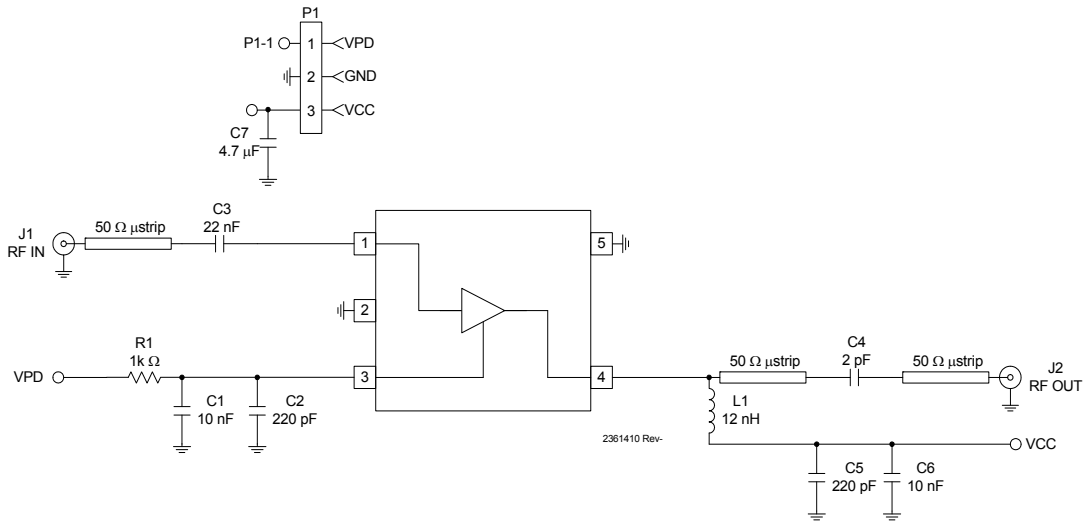 P1
P1-1
1
VPD
2
GND
3
VCC
C7
4.7 μF
J1
RF IN
50 Ω μstrip
C3
22 nF
1
5
2
R1
1k Ω
VPD
3
C1
10 nF
C2
220 pF
4
50 Ω μstrip
C4
2 pF
50 Ω μstrip
J2
RF OUT
L1
12 nH
2361410 Rev-
VCC
C5
220 pF
C6
10 nF